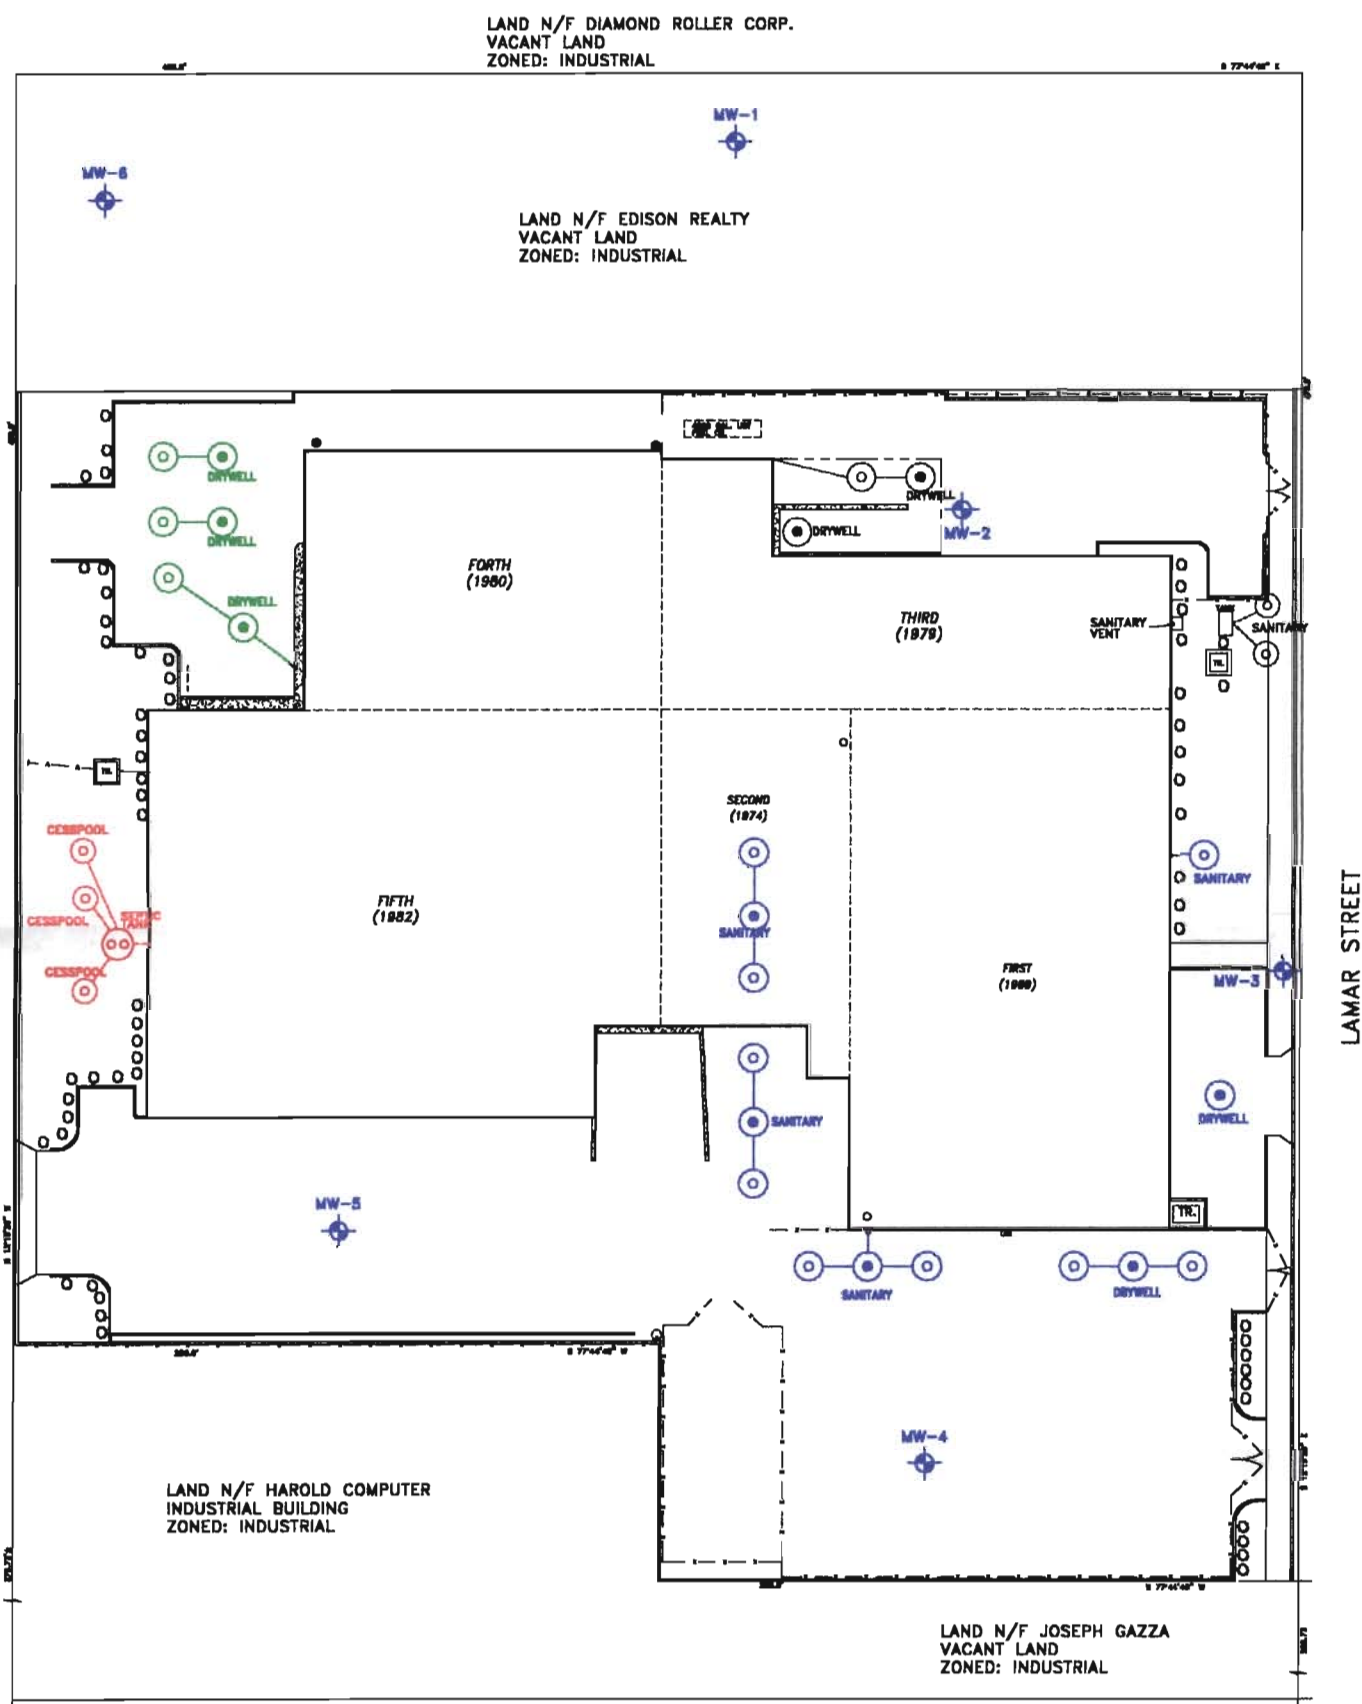 LAND N/F DIAMOND ROLLER CORP.
VACANT LAND
ZONED: INDUSTRIAL
MW-1
MW-6
LAND N/F EDISON REALTY
VACANT LAND
ZONED: INDUSTRIAL
DRYWELL
DRYWELL
DRYWELL
DRYWELL
DRYWELL
MW-2
FORTH
(1980)
THIRD
(1979)
SANITARY
VENT
SANITARY
SECOND
(1974)
CESSPOOL
CESSPOOL
SEPTIC
TANK
CESSPOOL
FIFTH
(1982)
SANITARY
SANITARY
FIRST
MW-3
LAMAR STREET
DRYWELL
SANITARY
MW-5
TR.
SANITARY
DRYWELL
MW-4
LAND N/F HAROLD COMPUTER
INDUSTRIAL BUILDING
ZONED: INDUSTRIAL
LAND N/F JOSEPH GAZZA
VACANT LAND
ZONED: INDUSTRIAL